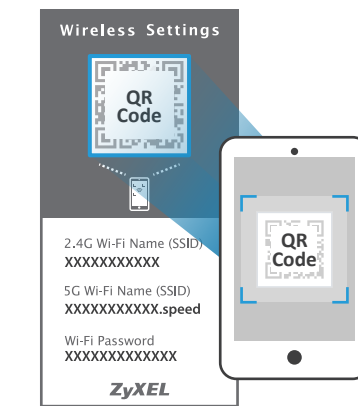 Wireless Settings
QR
Code
2.4G Wi-Fi Name (SSID)
XXXXXXXXXXX
5G Wi-Fi Name (SSID)
XXXXXXXXXXX.speed
Wi-Fi Password
XXXXXXXXXXXXX
ZyXEL
QR
Code